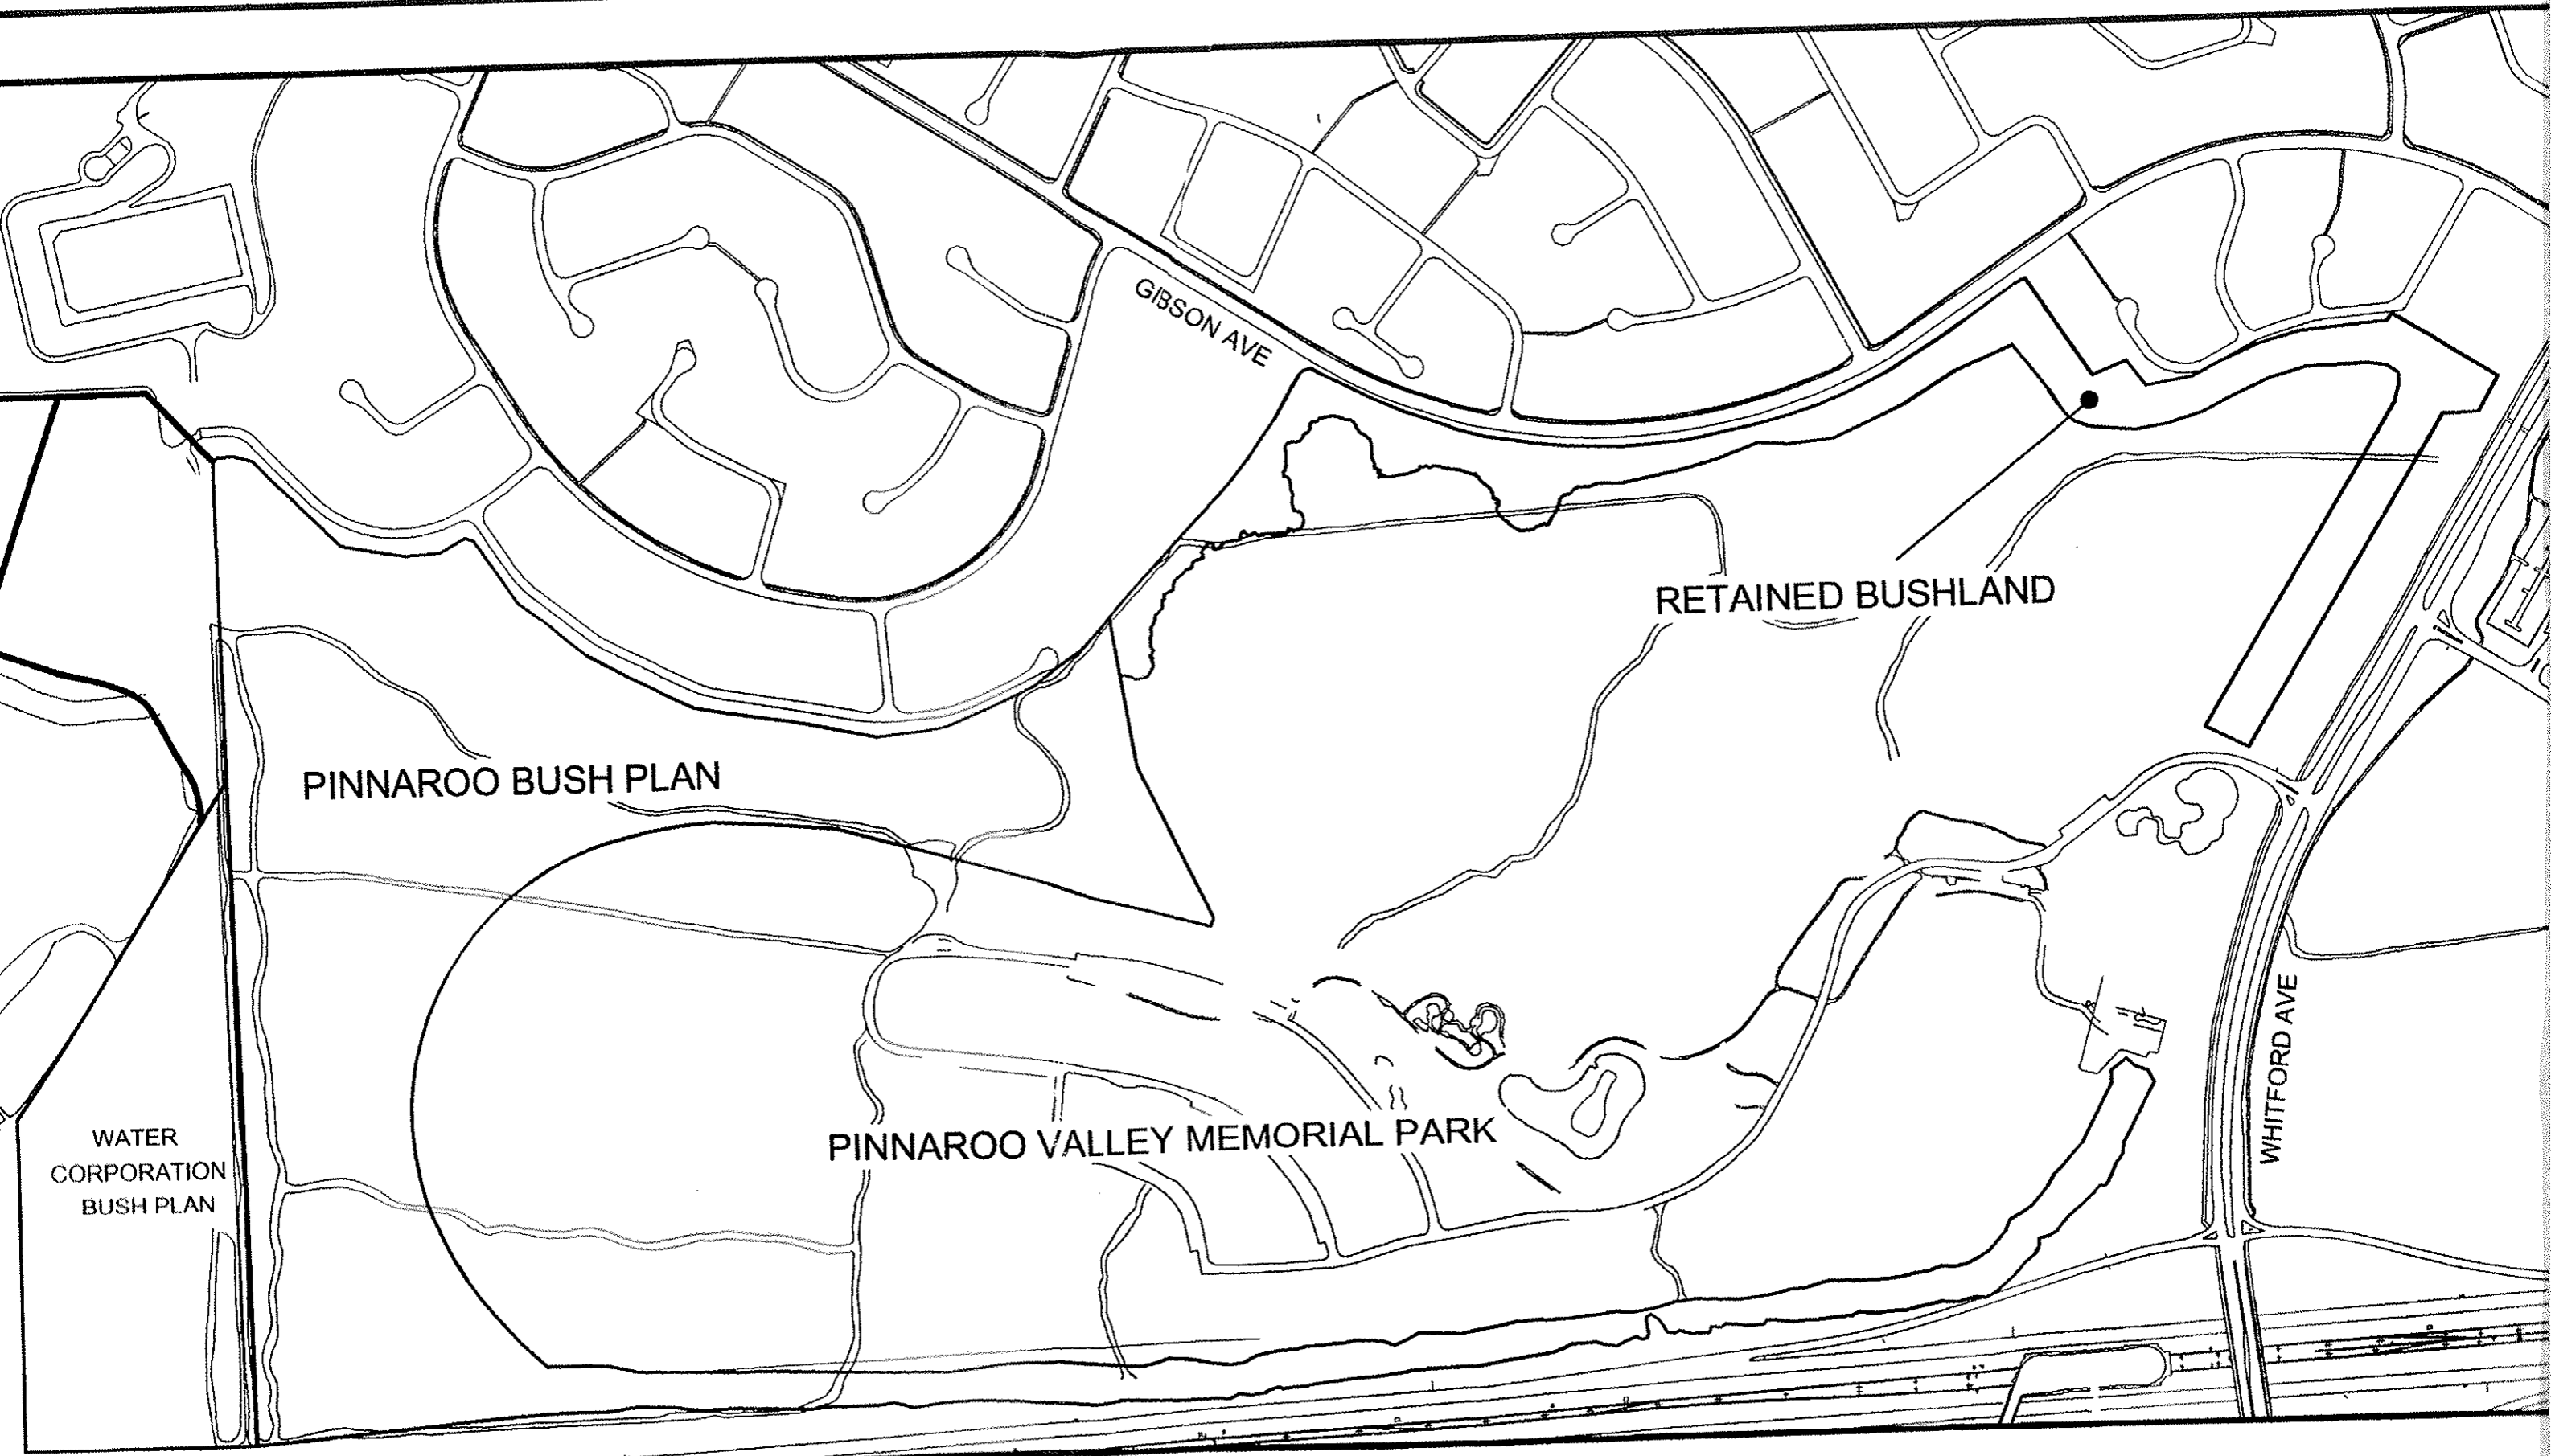 GIBSON AVE
RETAINED BUSHLAND
PINNAROO BUSH PLAN
PINNAROO VALLEY MEMORIAL PARK
WHITFORD AVE
WATER
CORPORATION
BUSH PLAN